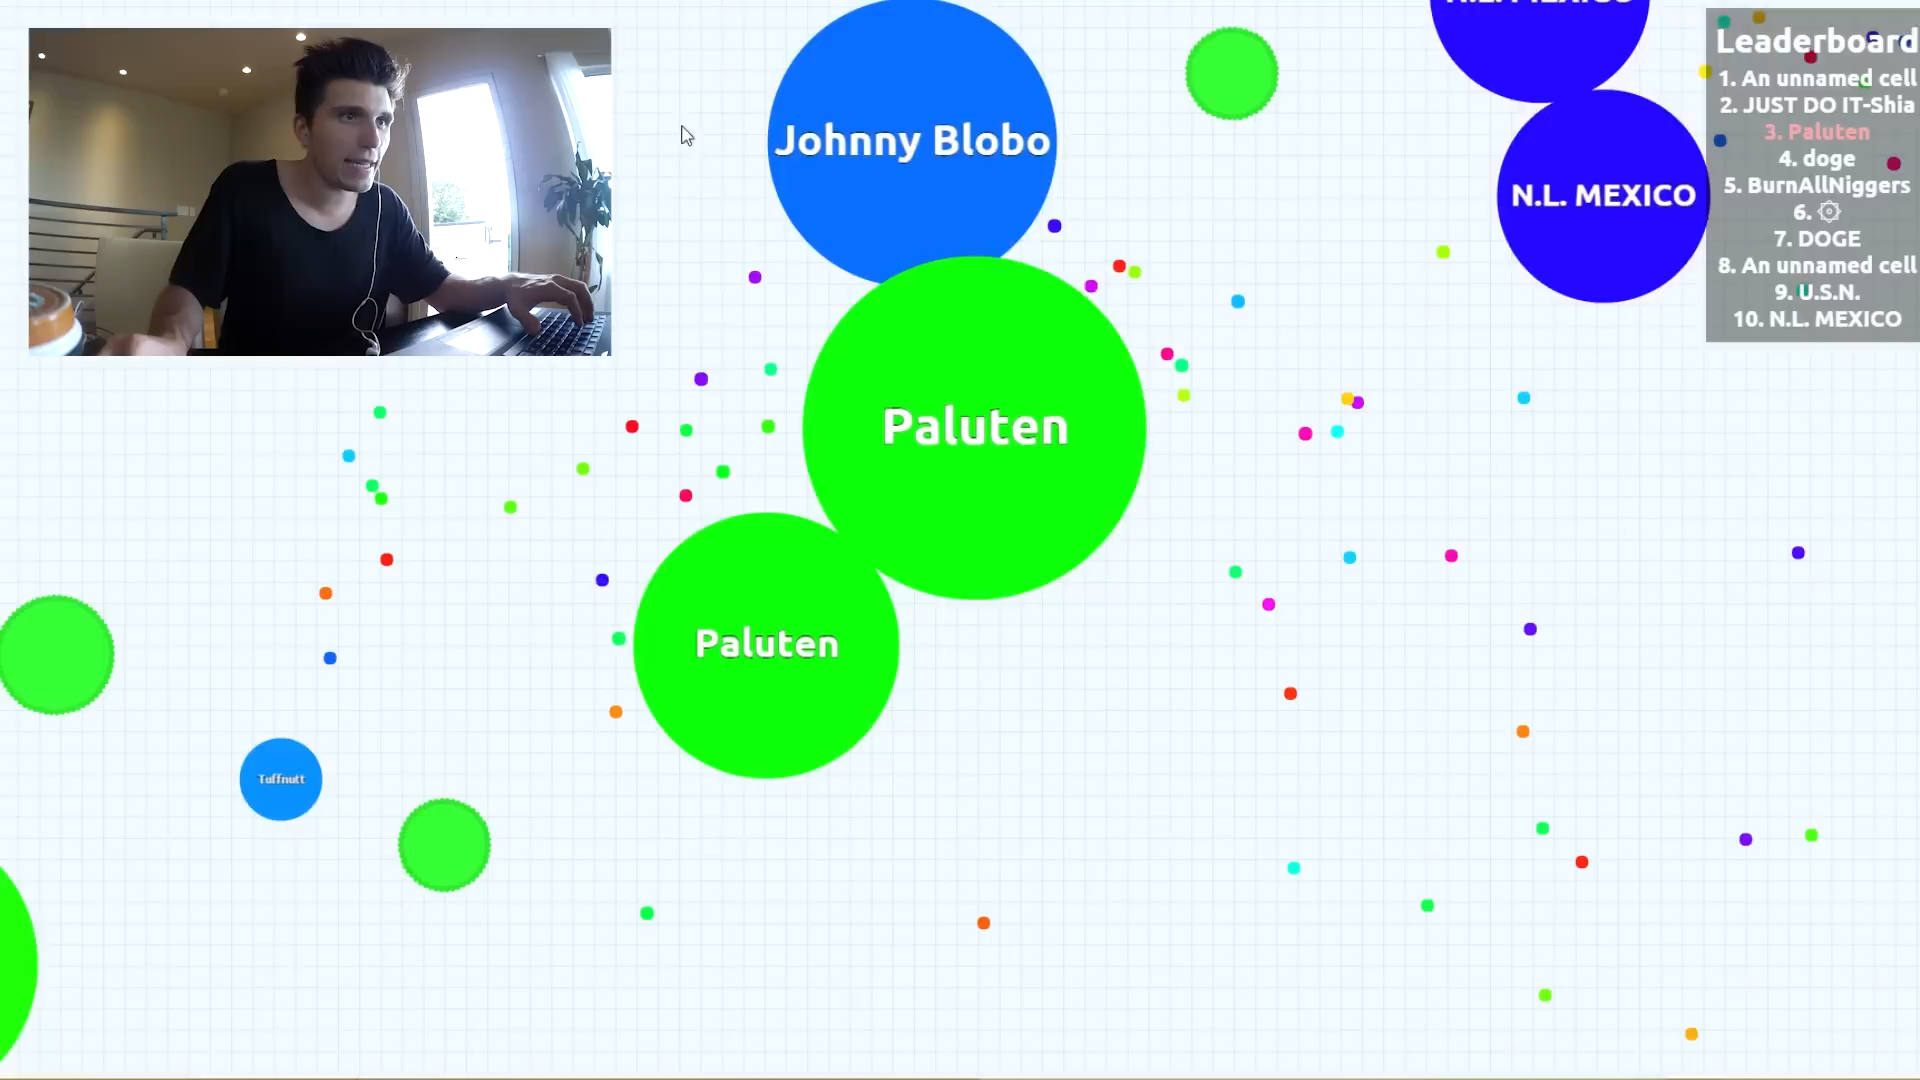 N.L. MEXICO
Johnny Blobo
N.L. MEXICO
Paluten
Paluten
Tuffnutt
Leaderboard
1. An unnamed cell
2. JUST DO IT-Shia
3. Paluten
4. doge
5. BurnAllNiggers
6. ۞
7. DOGE
8. An unnamed cell
9. U.S.N.
10. N.L. MEXICO